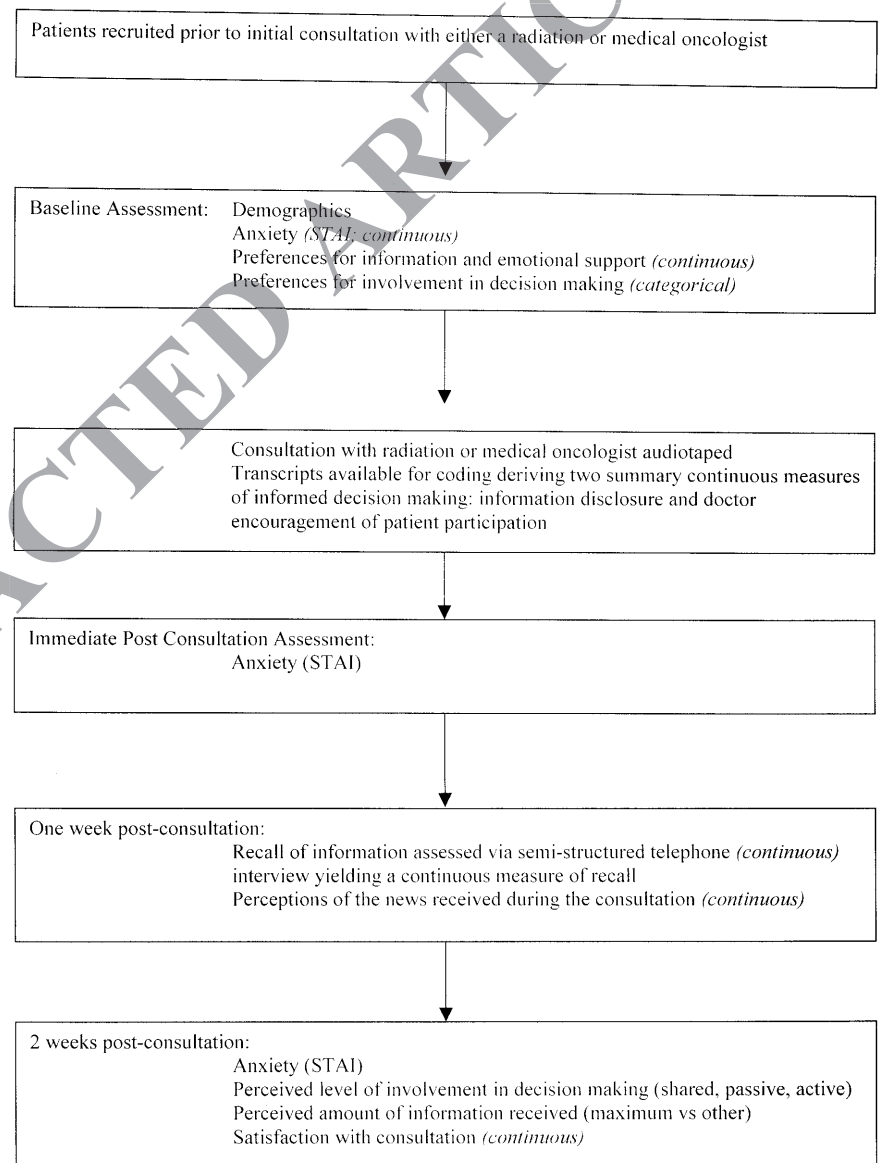 Patients recruited prior to initial consultation with either a radiation or medical oncologist
Baseline Assessment: Demographics
Anxiety (STAI; continuous)
Preferences for information and emotional support (continuous)
Preferences for involvement in decision making (categorical)
Consultation with radiation or medical oncologist audiotaped
Transcripts available for coding deriving two summary continuous measures
of informed decision making: information disclosure and doctor
encouragement of patient participation
Immediate Post Consultation Assessment:
Anxiety (STAI)
One week post-consultation:
Recall of information assessed via semi-structured telephone (continuous)
interview yielding a continuous measure of recall
Perceptions of the news received during the consultation (continuous)
2 weeks post-consultation:
Anxiety (STAI)
Perceived level of involvement in decision making (shared, passive, active)
Perceived amount of information received (maximum vs other)
Satisfaction with consultation (continuous)
ACTED ARTIC